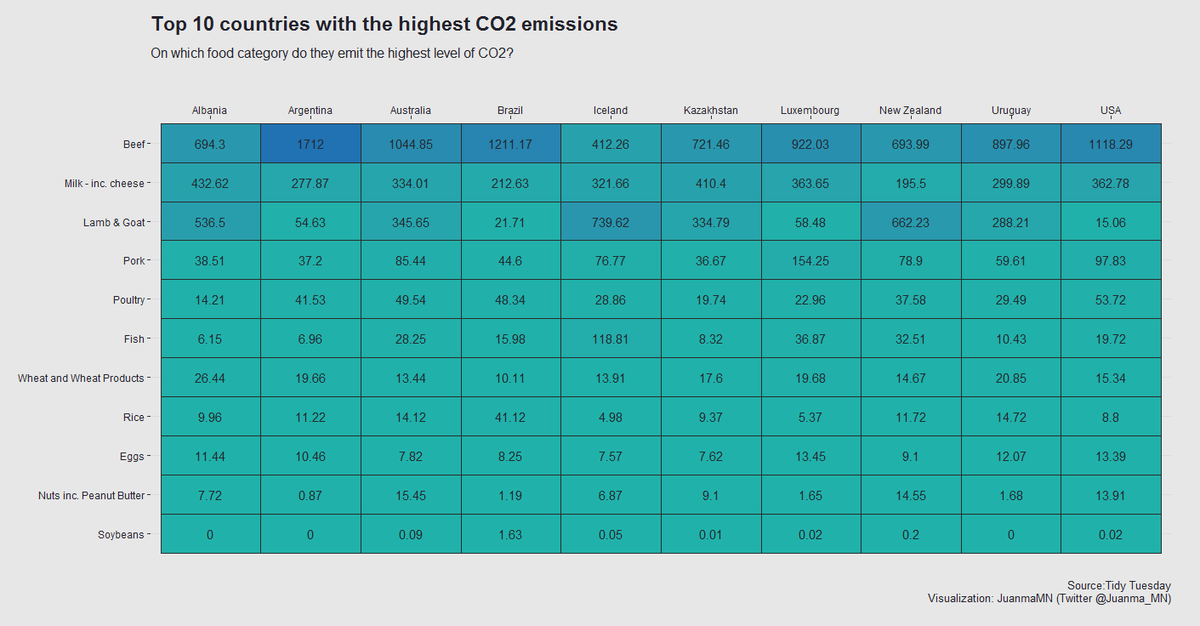 Top 10 countries with the highest CO2 emissions
On which food category do they emit the highest level of CO2?
Albania Argentina Australia Brazil Iceland Kazakhstan Luxembourg New Zealand Uruguay USA
Beef 694.3 1712 1044.85 1211.17 412.26 721.46 922.03 693.99 897.96 1118.29
Milk - inc. cheese 432.62 277.87 334.01 212.63 321.66 410.4 363.65 195.5 299.89 362.78
Lamb & Goat 536.5 54.63 345.65 21.71 739.62 334.79 58.48 662.23 288.21 15.06
Pork 38.51 37.2 85.44 44.6 76.77 36.67 154.25 78.9 59.61 97.83
Poultry 14.21 41.53 49.54 48.34 28.86 19.74 22.96 37.58 29.49 53.72
Fish 6.15 6.96 28.25 15.98 118.81 8.32 36.87 32.51 10.43 19.72
Wheat and Wheat Products 26.44 19.66 13.44 10.11 13.91 17.6 19.68 14.67 20.85 15.34
Rice 9.96 11.22 14.12 41.12 4.98 9.37 5.37 11.72 14.72 8.8
Eggs 11.44 10.46 7.82 8.25 7.57 7.62 13.45 9.1 12.07 13.39
Nuts inc. Peanut Butter 7.72 0.87 15.45 1.19 6.87 9.1 1.65 14.55 1.68 13.91
Soybeans 0 0 0.09 1.63 0.05 0.01 0.02 0.2 0 0.02
Source:Tidy Tuesday
Visualization: JuanmaMN (Twitter @Juanma_MN)